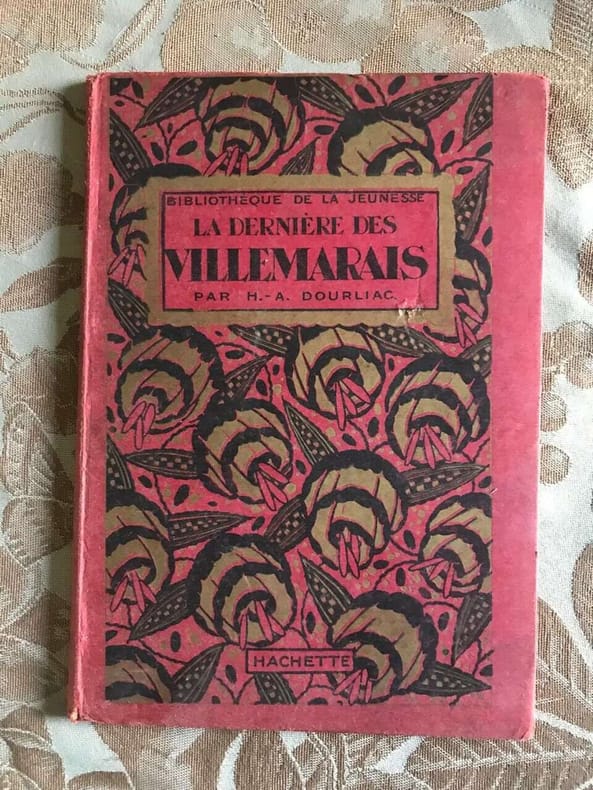 BIBLIOTHÈQUE DE LA JEUNESSE
LA DERNIÈRE DES
VILLEMARAIS
PAR H.-A. DOURLIAC.
HACHETTE